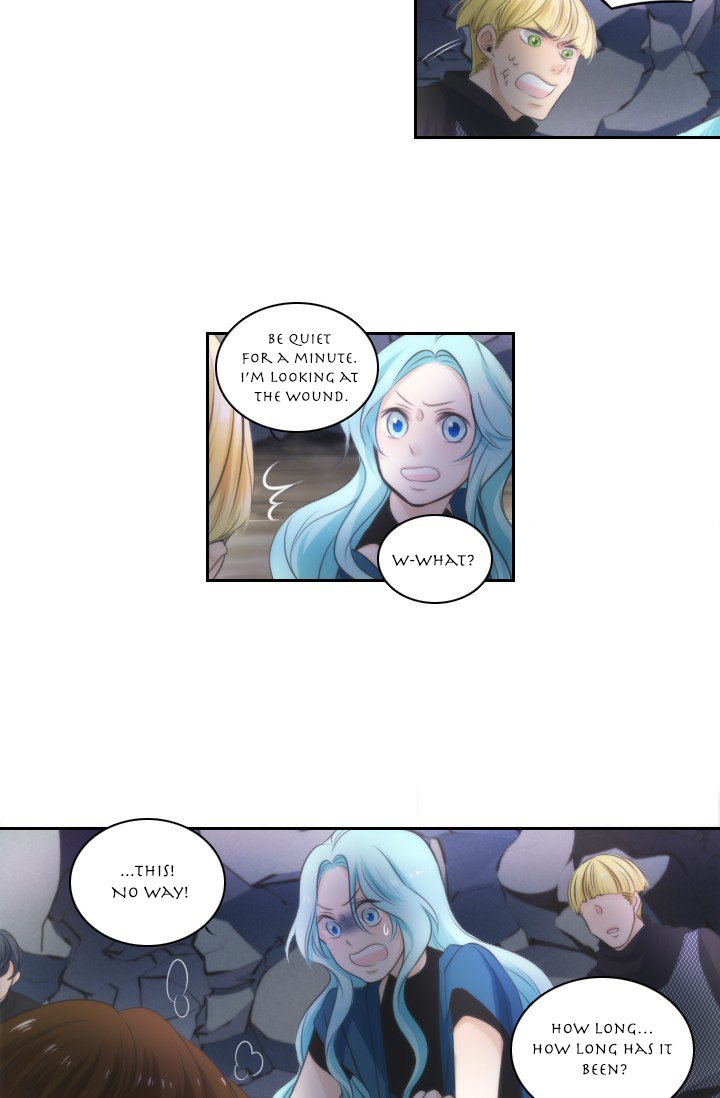 BE QUIET
FOR A MINUTE.
I'M LOOKING AT
THE WOUND.
W-WHAT?
...THIS!
NO WAY!
HOW LONG...
HOW LONG HAS IT
BEEN?